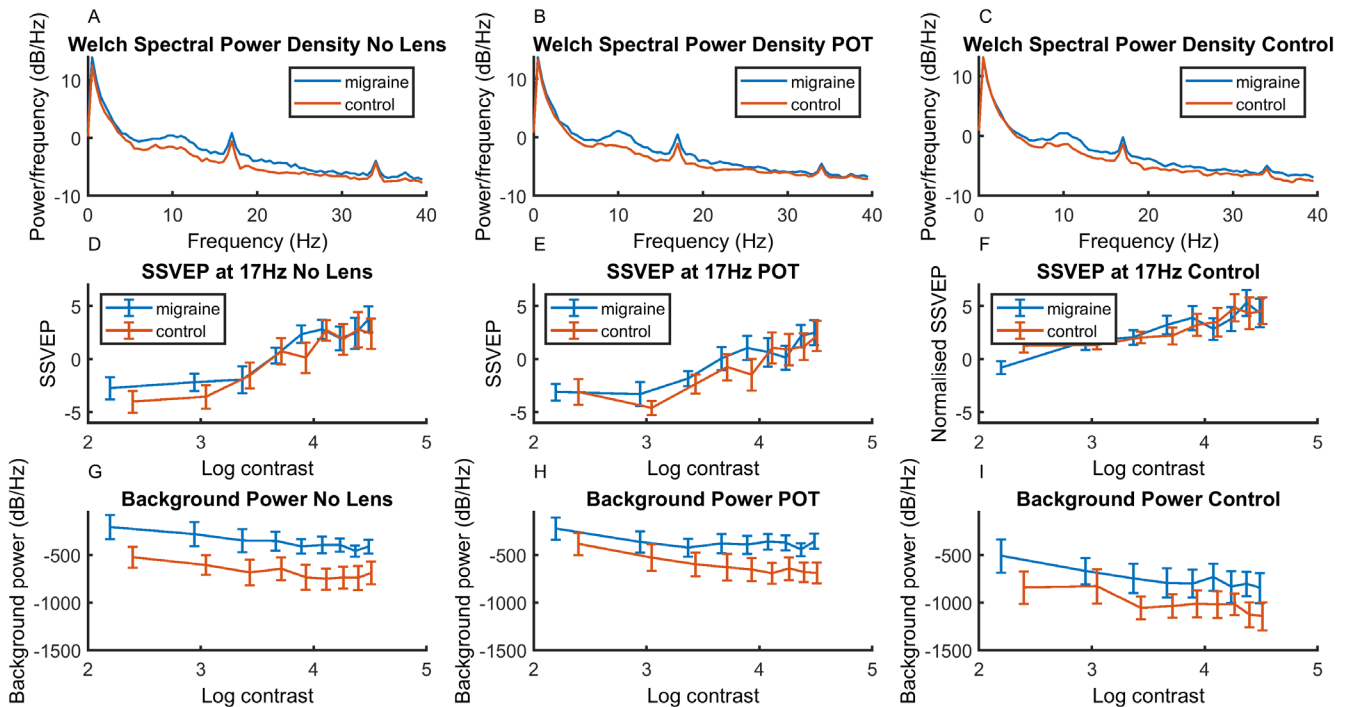 A
Welch Spectral Power Density No Lens
Power/frequency (dB/Hz)
10
0
-10
migraine
control
0 10 20 30 40
Frequency (Hz)
B
Welch Spectral Power Density POT
Power/frequency (dB/Hz)
10
0
-10
migraine
control
0 10 20 30 40
Frequency (Hz)
C
Welch Spectral Power Density Control
Power/frequency (dB/Hz)
10
0
-10
migraine
control
0 10 20 30 40
Frequency (Hz)
D
SSVEP at 17Hz No Lens
SSVEP
5
0
-5
migraine
control
2 3 4 5
Log contrast
E
SSVEP at 17Hz POT
SSVEP
5
0
-5
migraine
control
2 3 4 5
Log contrast
F
SSVEP at 17Hz Control
Normalised SSVEP
5
0
-5
migraine
control
2 3 4 5
Log contrast
G
Background Power No Lens
Background power (dB/Hz)
-500
-1000
-1500
2 3 4 5
Log contrast
H
Background Power POT
Background power (dB/Hz)
-500
-1000
-1500
2 3 4 5
Log contrast
I
Background Power Control
Background power (dB/Hz)
-500
-1000
-1500
2 3 4 5
Log contrast